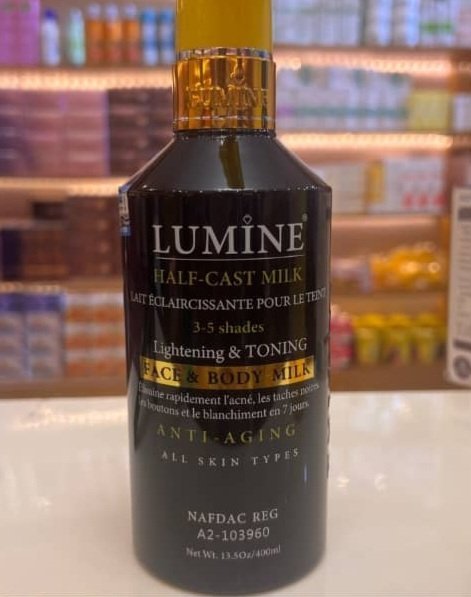 LUMINE
LUMINE®
HALF-CAST MILK
LAIT ÉCLAIRCISSANTE POUR LE TEINT
3-5 shades
Lightening & TONING
FACE & BODY MILK
Élimine rapidement l'acné, les taches noires
les boutons et le blanchiment en 7 jours.
ANTI-AGING
ALL SKIN TYPES
NAFDAC REG
A2-103960
Net Wt. 13.5Oz/400ml